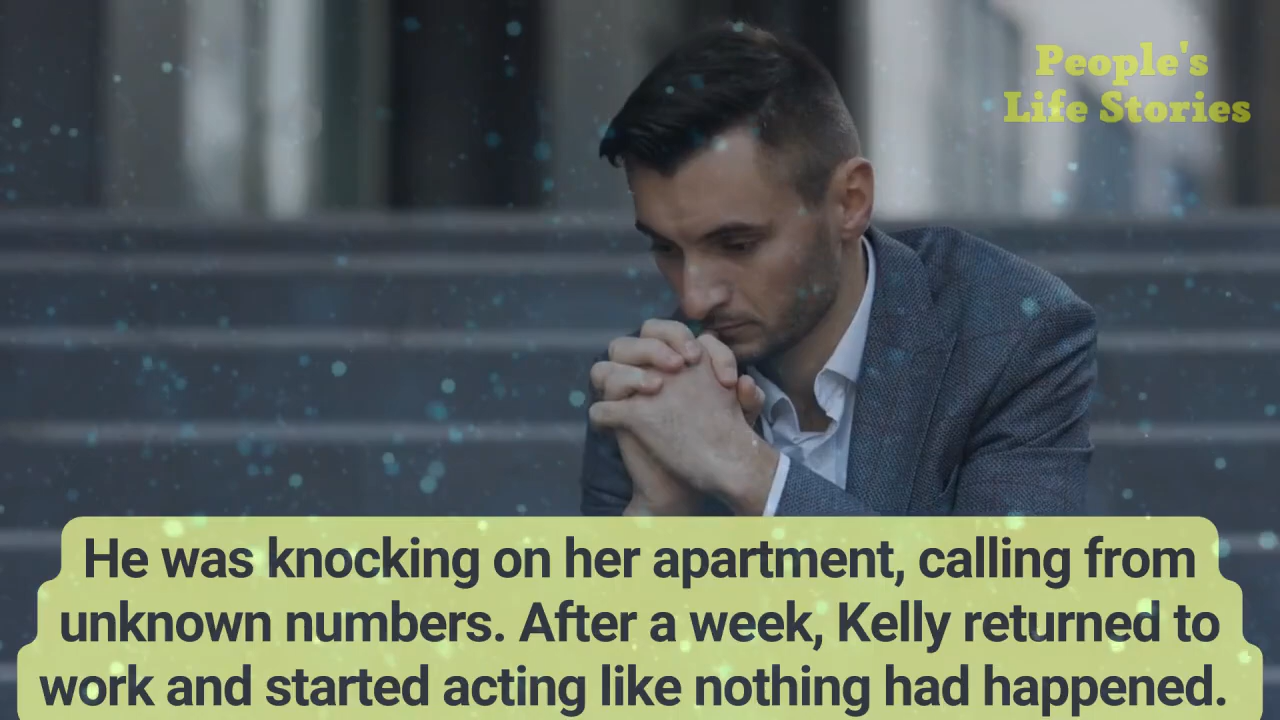 People's
Life Stories
He was knocking on her apartment, calling from
unknown numbers. After a week, Kelly returned to
work and started acting like nothing had happened.